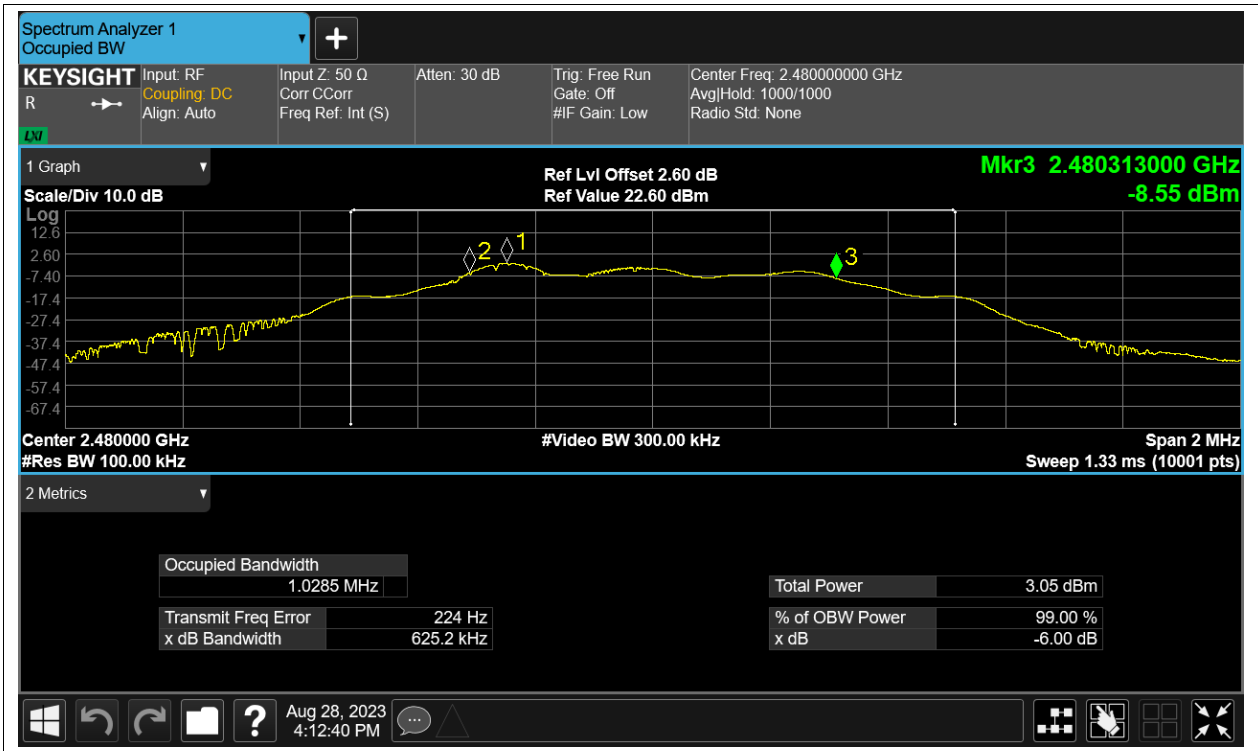 Spectrum Analyzer 1
Occupied BW
KEYSIGHT
R
LXI
Input: RF
Coupling: DC
Align: Auto
Input Z: 50 Ω
Corr CCorr
Freq Ref: Int (S)
Atten: 30 dB
Trig: Free Run
Gate: Off
#IF Gain: Low
Center Freq: 2.480000000 GHz
Avg|Hold: 1000/1000
Radio Std: None
1 Graph
Scale/Div 10.0 dB
Ref Lvl Offset 2.60 dB
Ref Value 22.60 dBm
Mkr3 2.480313000 GHz
-8.55 dBm
Log
12.6
2.60
-7.40
-17.4
-27.4
-37.4
-47.4
-57.4
-67.4
2
1
3
Center 2.480000 GHz
#Video BW 300.00 kHz
Span 2 MHz
#Res BW 100.00 kHz
Sweep 1.33 ms (10001 pts)
2 Metrics
Occupied Bandwidth
1.0285 MHz
Total Power 3.05 dBm
Transmit Freq Error 224 Hz
% of OBW Power 99.00 %
x dB Bandwidth 625.2 kHz
x dB -6.00 dB
?
Aug 28, 2023
4:12:40 PM